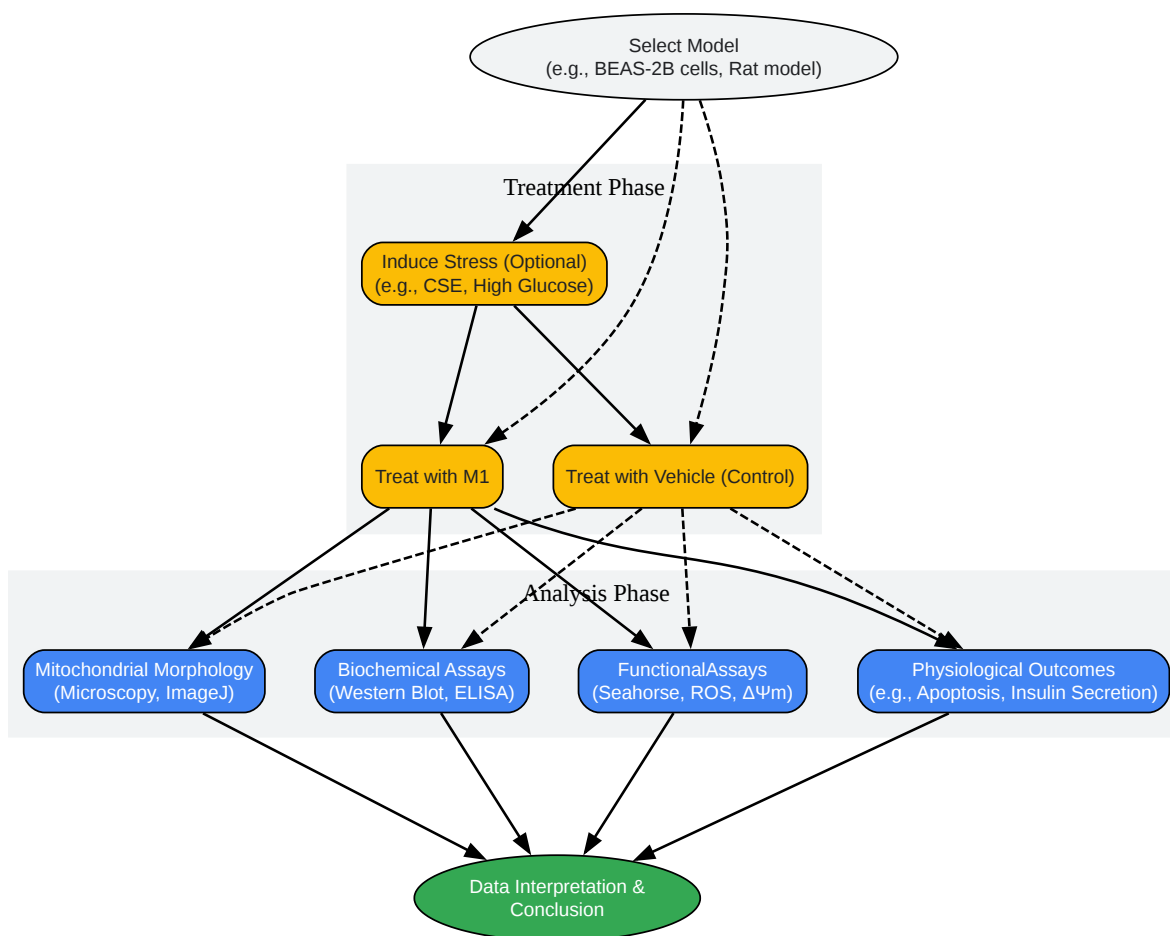 Select Model
(e.g., BEAS-2B cells, Rat model)
Treatment Phase
Induce Stress (Optional)
(e.g., CSE, High Glucose)
Treat with M1
Treat with Vehicle (Control)
Analysis Phase
Mitochondrial Morphology
(Microscopy, ImageJ)
Biochemical Assays
(Western Blot, ELISA)
FunctionalAssays
(Seahorse, ROS, ΔΨm)
Physiological Outcomes
(e.g., Apoptosis, Insulin Secretion)
Data Interpretation &
Conclusion